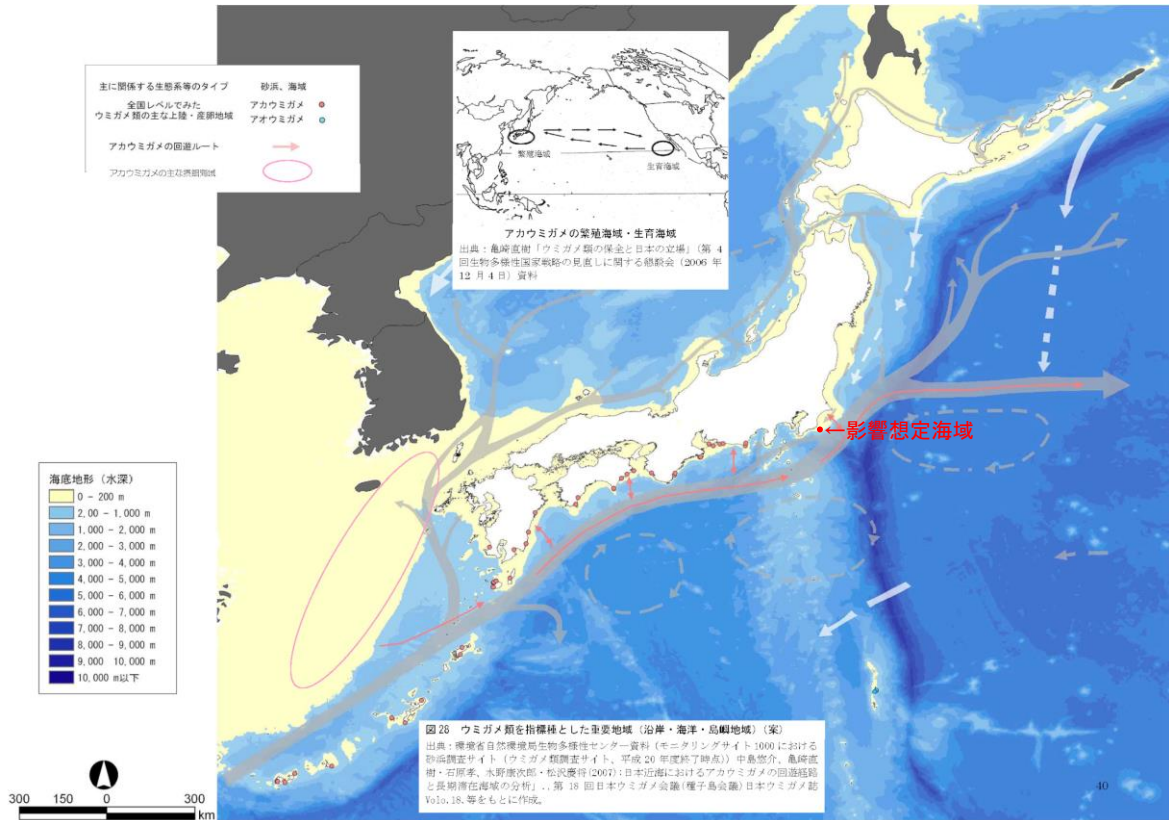 主に関係する生態系等のタイプ 砂浜、海域
全国レベルでみた
ウミガメ類の主な上陸・産卵地域
アカウミガメ
アオウミガメ
アカウミガメの回遊ルート
アカウミガメの主な摂餌海域
繁殖海域
生育海域
アカウミガメの繁殖海域・生育海域
出典：亀崎直樹「ウミガメ類の保全と日本の立場」（第 4
回生物多様性国家戦略の見直しに関する懇談会（2006 年
12 月 4 日）資料
●←影響想定海域
海底地形（水深）
0 - 200 m
2,00 - 1,000 m
1,000 - 2,000 m
2,000 - 3,000 m
3,000 - 4,000 m
4,000 - 5,000 m
5,000 - 6,000 m
6,000 - 7,000 m
7,000 - 8,000 m
8,000 - 9,000 m
9,000 10,000 m
10,000 m以下
300 150 0 300
km
図 28 ウミガメ類を指標種とした重要地域（沿岸・海洋・島嶼地域）（案）
出典：環境省自然環境局生物多様性センター資料（モニタリングサイト 1000 における
砂浜調査サイト（ウミガメ類調査サイト、平成 20 年度終了時点））中島宏介、亀崎直
樹・石原孝、水野康次郎・松沢慶将(2007)：日本近海におけるアカウミガメの回遊経路
と長期滞在海域の分析」．，第 18 回日本ウミガメ会議(種子島会議)日本ウミガメ誌
Vol0.18. 等をもとに作成。
40